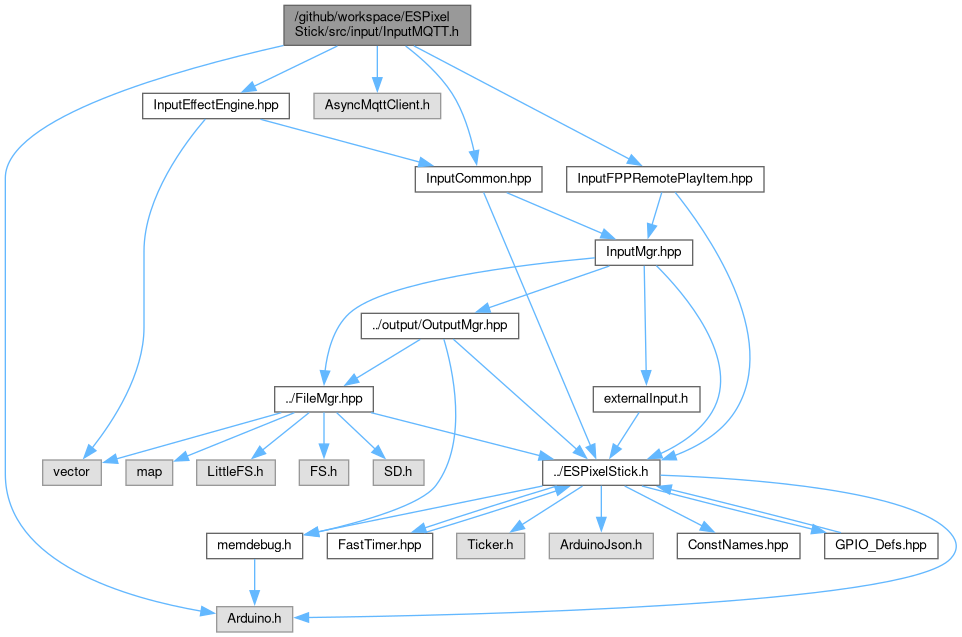 /github/workspace/ESPixel
Stick/src/input/InputMQTT.h
InputEffectEngine.hpp
AsyncMqttClient.h
InputCommon.hpp
InputFPPRemotePlayItem.hpp
InputMgr.hpp
../output/OutputMgr.hpp
../FileMgr.hpp
externalInput.h
vector
map
LittleFS.h
FS.h
SD.h
../ESPixelStick.h
memdebug.h
FastTimer.hpp
Ticker.h
ArduinoJson.h
ConstNames.hpp
GPIO_Defs.hpp
Arduino.h